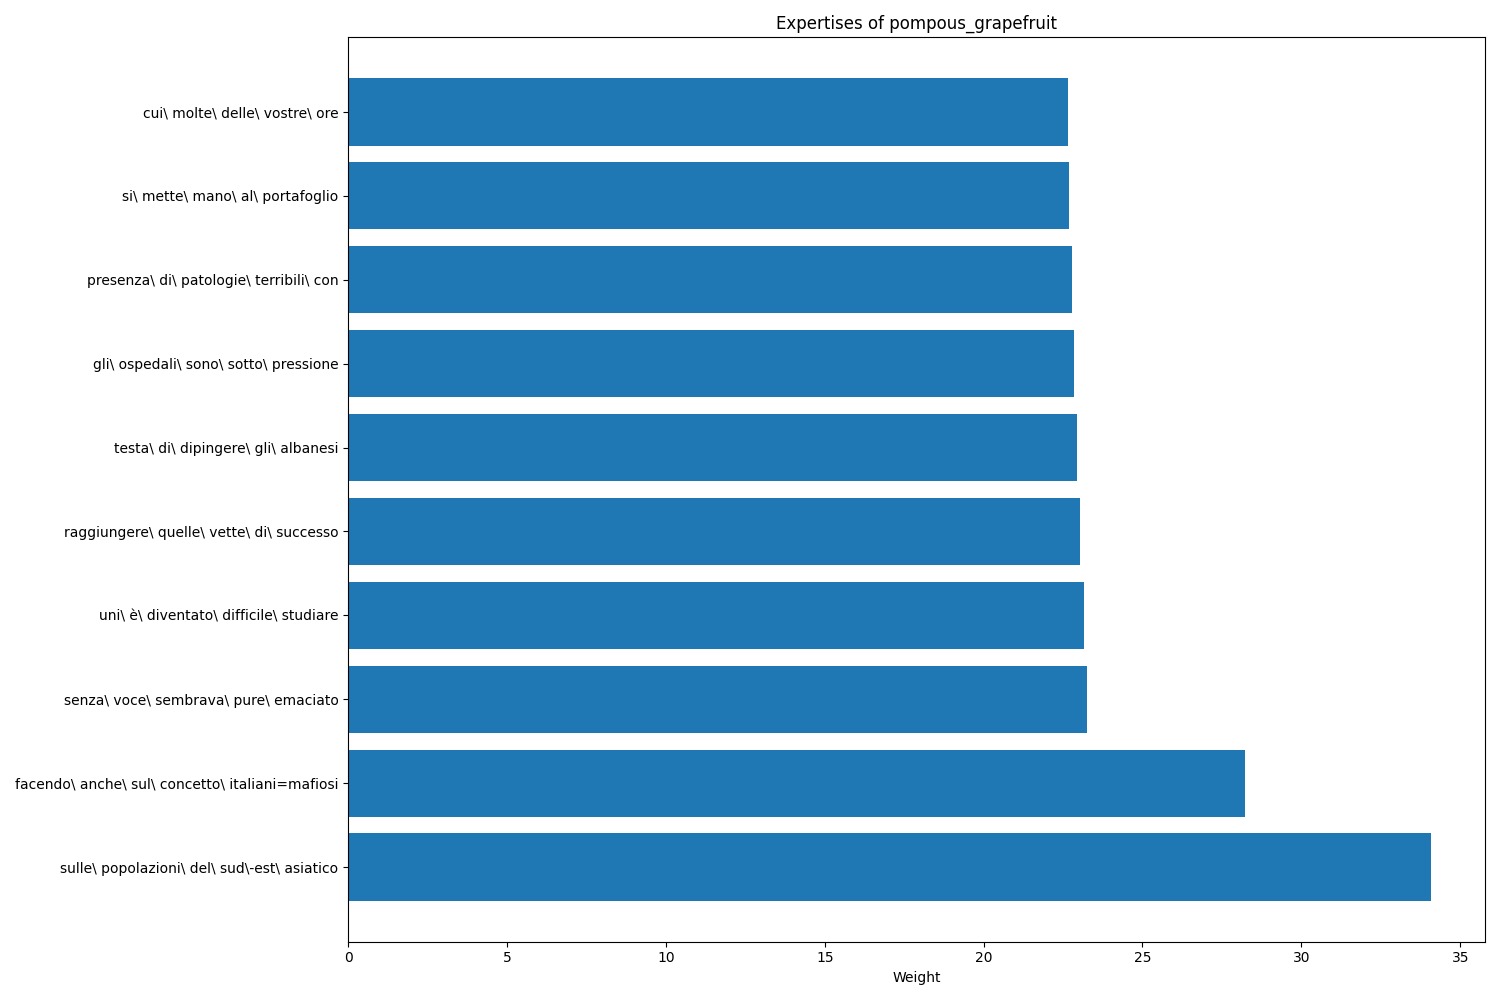 Expertises of pompous_grapefruit
cui\ molte\ delle\ vostre\ ore
si\ mette\ mano\ al\ portafoglio
presenza\ di\ patologie\ terribili\ con
gli\ ospedali\ sono\ sotto\ pressione
testa\ di\ dipingere\ gli\ albanesi
raggiungere\ quelle\ vette\ di\ successo
uni\ è\ diventato\ difficile\ studiare
senza\ voce\ sembrava\ pure\ emaciato
facendo\ anche\ sul\ concetto\ italiani=mafiosi
sulle\ popolazioni\ del\ sud\-est\ asiatico
0 5 10 15 20 25 30 35
Weight